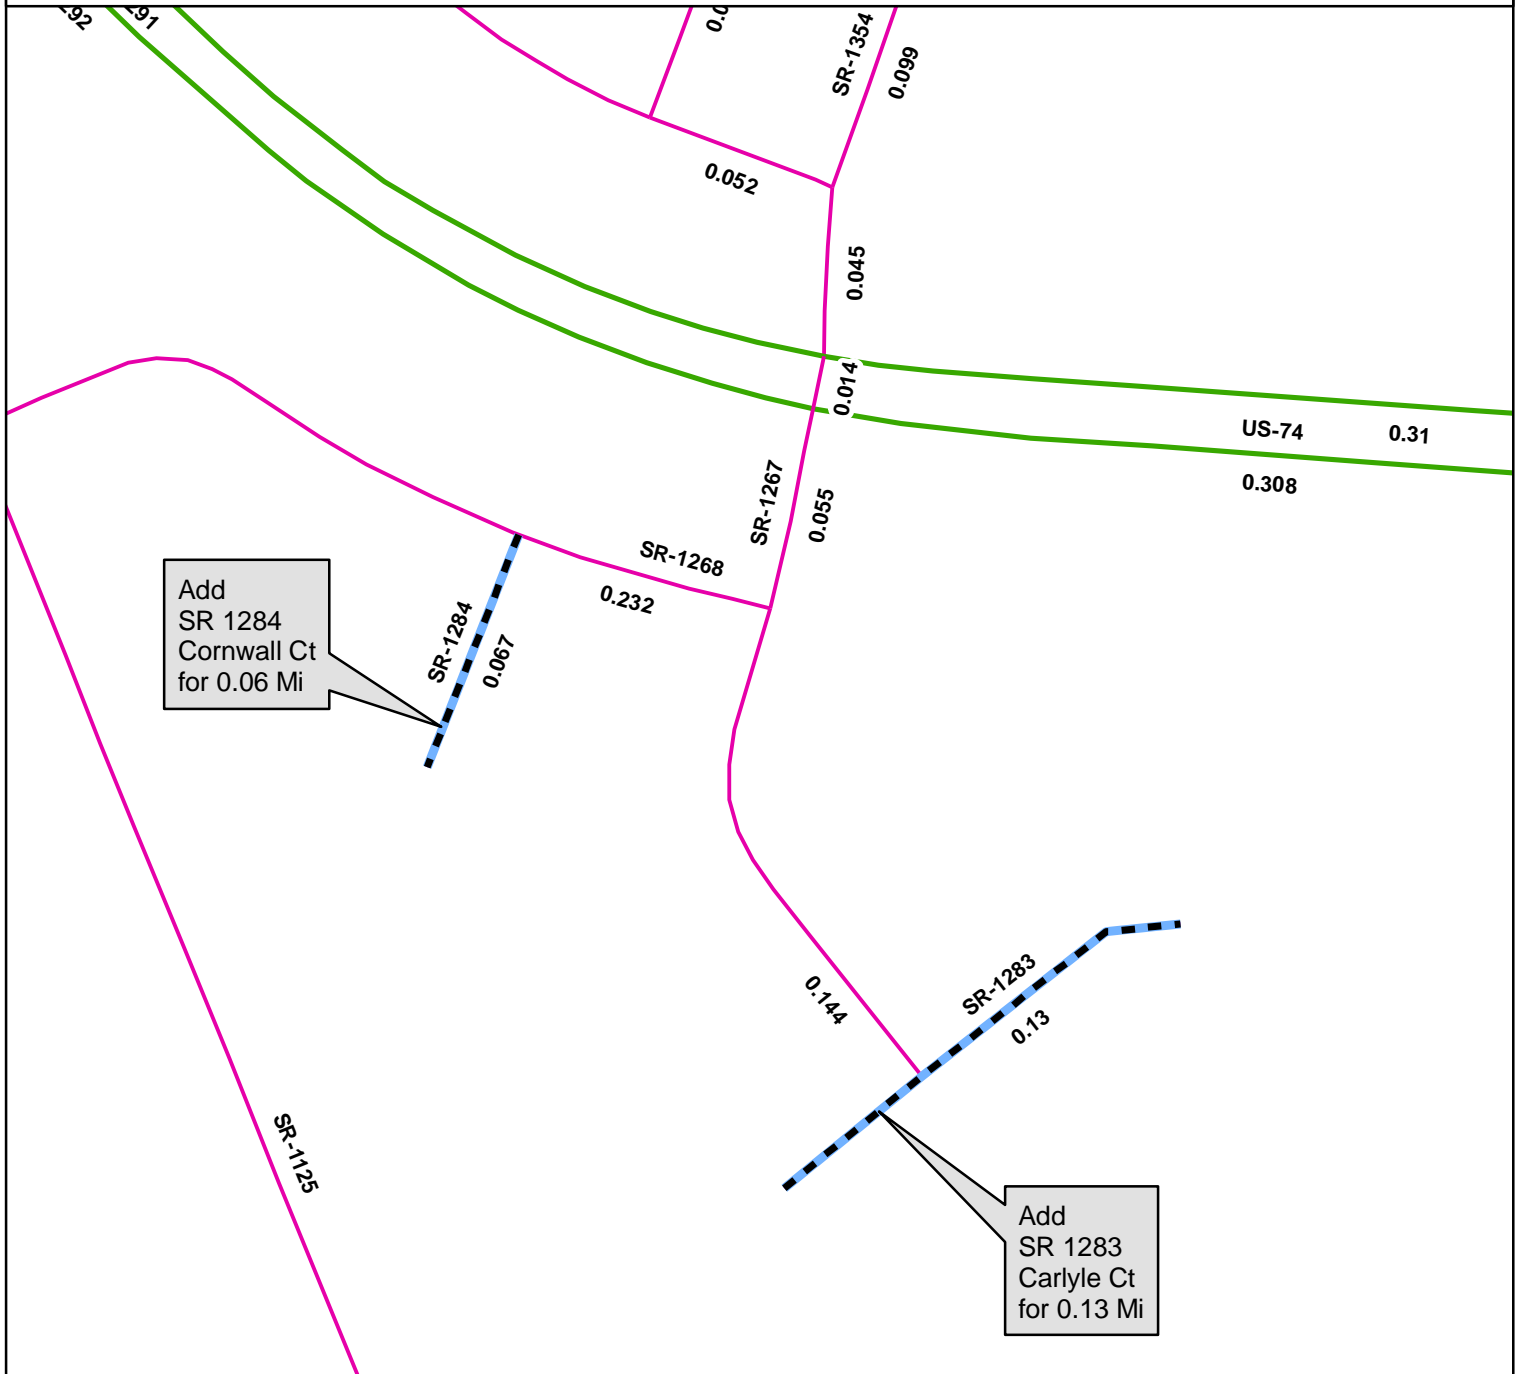 SR-1354
0.099
0.052
0.045
0.014
US-74
0.31
0.308
SR-1267
0.055
SR-1268
0.232
Add
SR 1284
Cornwall Ct
for 0.06 Mi
SR-1284
0.067
SR-1283
0.13
0.144
SR-1125
Add
SR 1283
Carlyle Ct
for 0.13 Mi